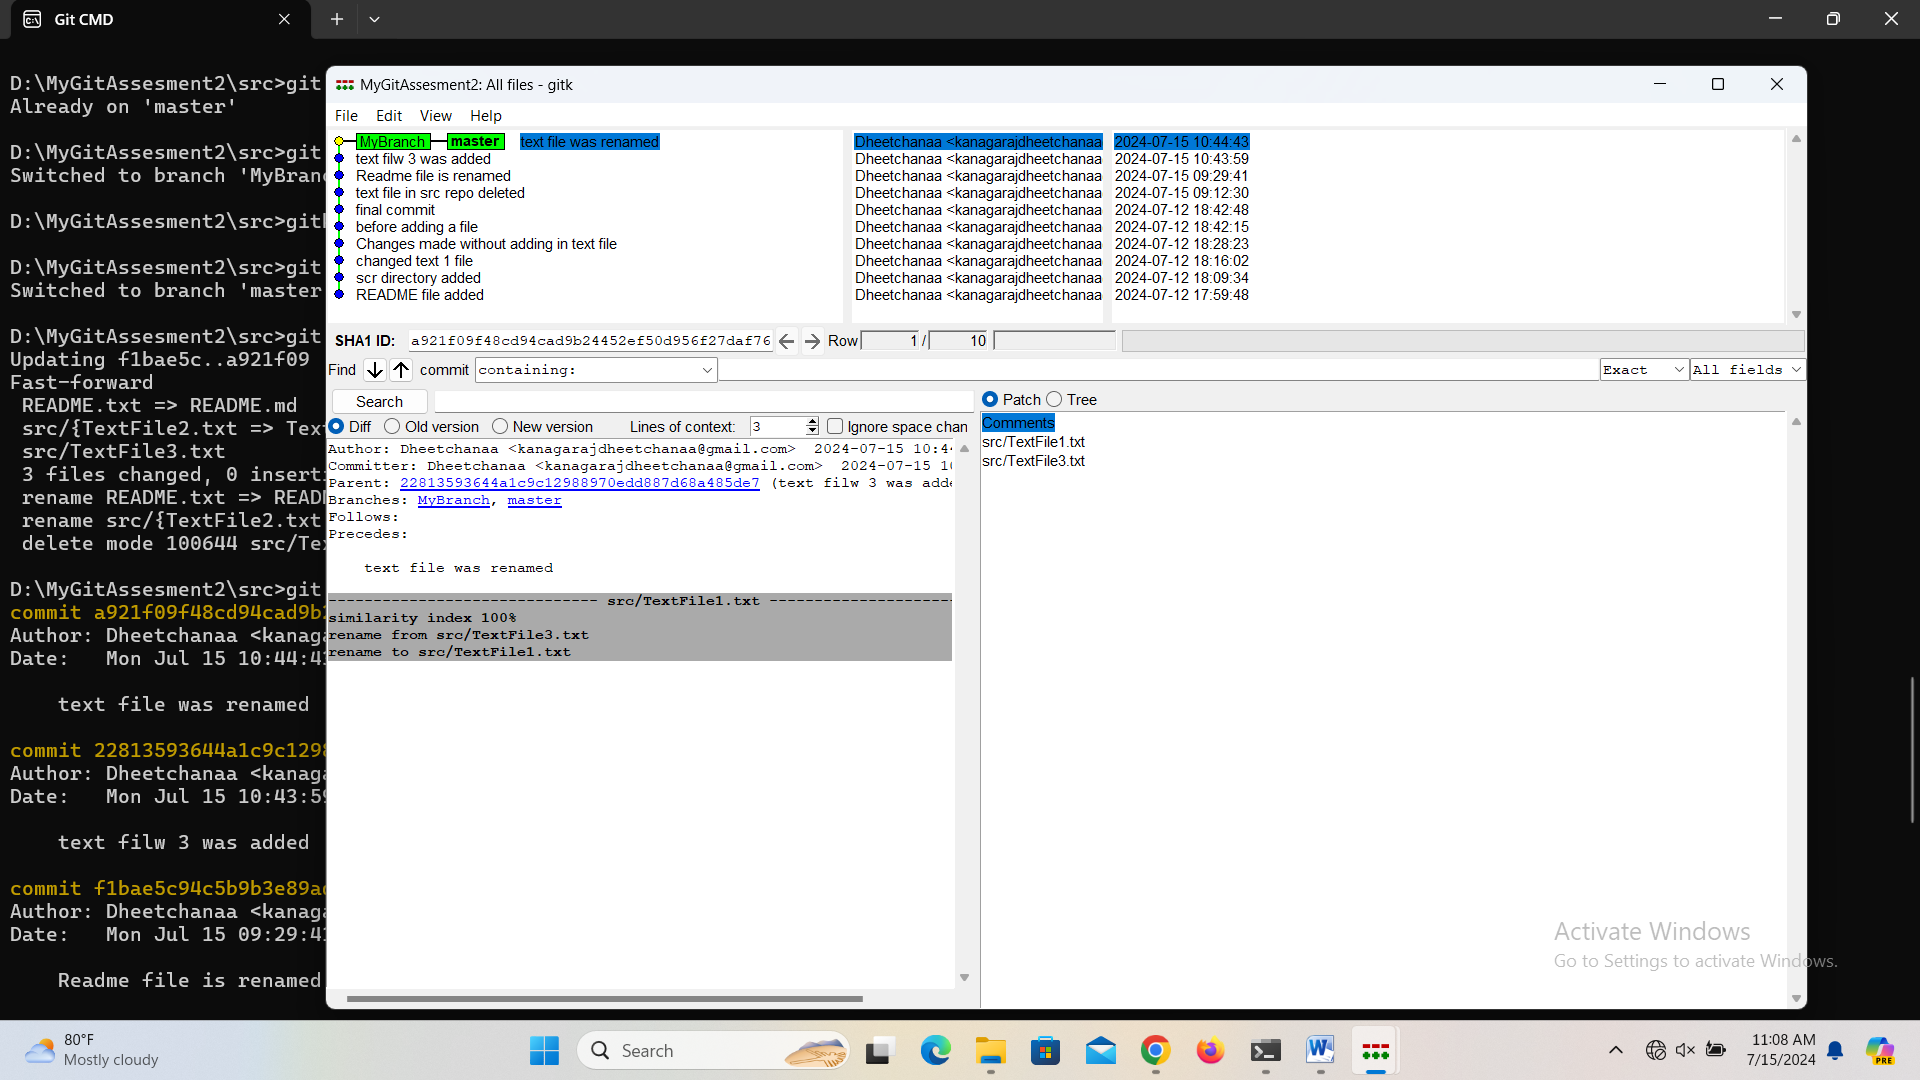 Git CMD
D:\MyGitAssesment2\src>git
Already on 'master'
D:\MyGitAssesment2\src>git
Switched to branch 'MyBran
D:\MyGitAssesment2\src>git
D:\MyGitAssesment2\src>git
Switched to branch 'master
D:\MyGitAssesment2\src>git
Updating f1bae5c..a921f09
Fast-forward
README.txt => README.md
src/{TextFile2.txt => Tex
src/TextFile3.txt
3 files changed, 0 insert
rename README.txt => READ
rename src/{TextFile2.txt
delete mode 100644 src/Te
D:\MyGitAssesment2\src>git
commit a921f09f48cd94cad9b
Author: Dheetchanaa <kanag
Date:   Mon Jul 15 10:44:4
text file was renamed
commit 22813593644a1c9c129
Author: Dheetchanaa <kanag
Date:   Mon Jul 15 10:43:59
text filw 3 was added
commit f1bae5c94c5b9b3e89a
Author: Dheetchanaa <kanag
Date:   Mon Jul 15 09:29:41
Readme file is renamed
MyGitAssesment2: All files - gitk
File Edit View Help
MyBranch master text file was renamed Dheetchanaa <kanagarajdheetchanaa 2024-07-15 10:44:43
text filw 3 was added Dheetchanaa <kanagarajdheetchanaa 2024-07-15 10:43:59
Readme file is renamed Dheetchanaa <kanagarajdheetchanaa 2024-07-15 09:29:41
text file in src repo deleted Dheetchanaa <kanagarajdheetchanaa 2024-07-15 09:12:30
final commit Dheetchanaa <kanagarajdheetchanaa 2024-07-12 18:42:48
before adding a file Dheetchanaa <kanagarajdheetchanaa 2024-07-12 18:42:15
Changes made without adding in text file Dheetchanaa <kanagarajdheetchanaa 2024-07-12 18:28:23
changed text 1 file Dheetchanaa <kanagarajdheetchanaa 2024-07-12 18:16:02
scr directory added Dheetchanaa <kanagarajdheetchanaa 2024-07-12 18:09:34
README file added Dheetchanaa <kanagarajdheetchanaa 2024-07-12 17:59:48
SHA1 ID: a921f09f48cd94cad9b24452ef50d956f27daf76 Row 1 / 10
Find commit containing: Exact All fields
Search
Diff Old version New version Lines of context: 3 Ignore space chan
Author: Dheetchanaa <kanagarajdheetchanaa@gmail.com>  2024-07-15 10:4
Committer: Dheetchanaa <kanagarajdheetchanaa@gmail.com>  2024-07-15 1
Parent: 22813593644a1c9c12988970edd887d68a485de7 (text filw 3 was adde
Branches: MyBranch, master
Follows:
Precedes:
text file was renamed
------------------------------ src/TextFile1.txt --------------------
similarity index 100%
rename from src/TextFile3.txt
rename to src/TextFile1.txt
Patch Tree
Comments
src/TextFile1.txt
src/TextFile3.txt
Activate Windows
Go to Settings to activate Windows.
80°F
Mostly cloudy
Search
PRE
11:08 AM
7/15/2024